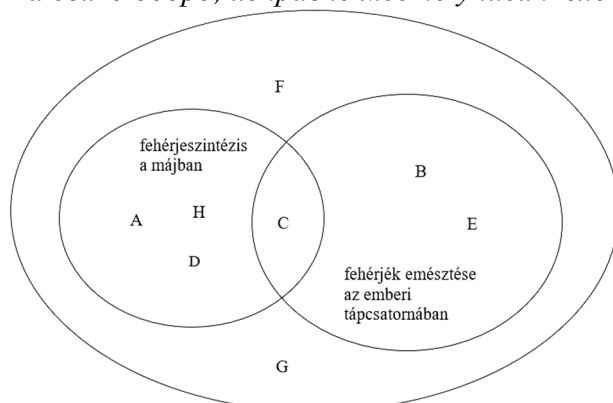 F
fehérjeszintézis
a májban
B
A
H
C
E
D
fehérjék emésztése
az emberi
tápcsatornában
G